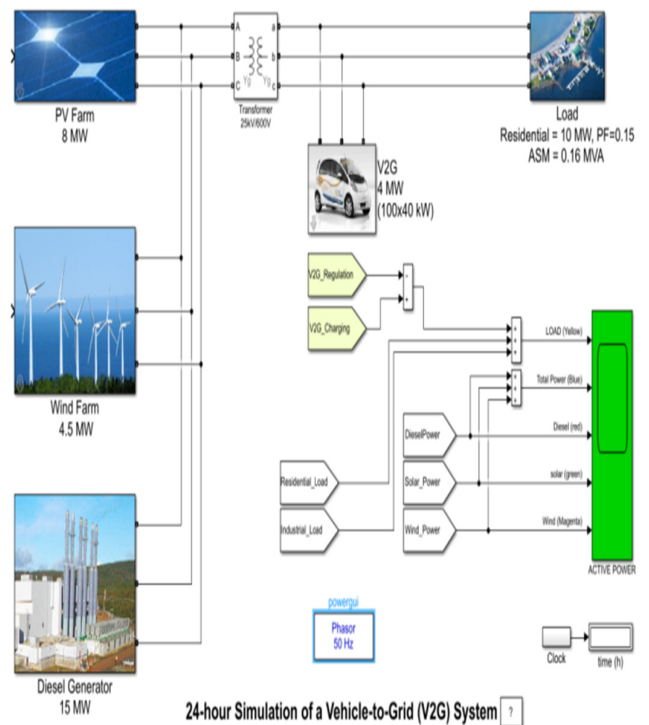 PV Farm
8 MW
A
B
C
a
b
c
Yg
Yg
Transformer
25kV/600V
Load
Residential = 10 MW, PF=0.15
ASM = 0.16 MVA
V2G
4 MW
(100x40 kW)
Wind Farm
4.5 MW
V2G_Regulation
V2G_Charging
LOAD (Yellow)
Total Power (Blue)
DieselPower
Diesel (red)
Residential_Load
Solar_Power
solar (green)
Industrial_Load
Wind_Power
Wind (Magenta)
ACTIVE POWER
Diesel Generator
15 MW
powergui
Phasor
50 Hz
Clock
time (h)
24-hour Simulation of a Vehicle-to-Grid (V2G) System
?